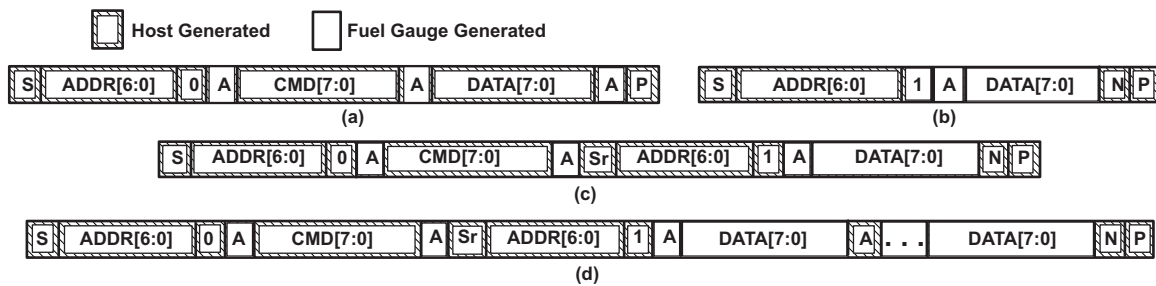 Host Generated Fuel Gauge Generated
S ADDR[6:0] 0 A CMD[7:0] A DATA[7:0] A P
(a)
S ADDR[6:0] 1 A DATA[7:0] N P
(b)
S ADDR[6:0] 0 A CMD[7:0] A Sr ADDR[6:0] 1 A DATA[7:0] N P
(c)
S ADDR[6:0] 0 A CMD[7:0] A Sr ADDR[6:0] 1 A DATA[7:0] A . . . DATA[7:0] N P
(d)